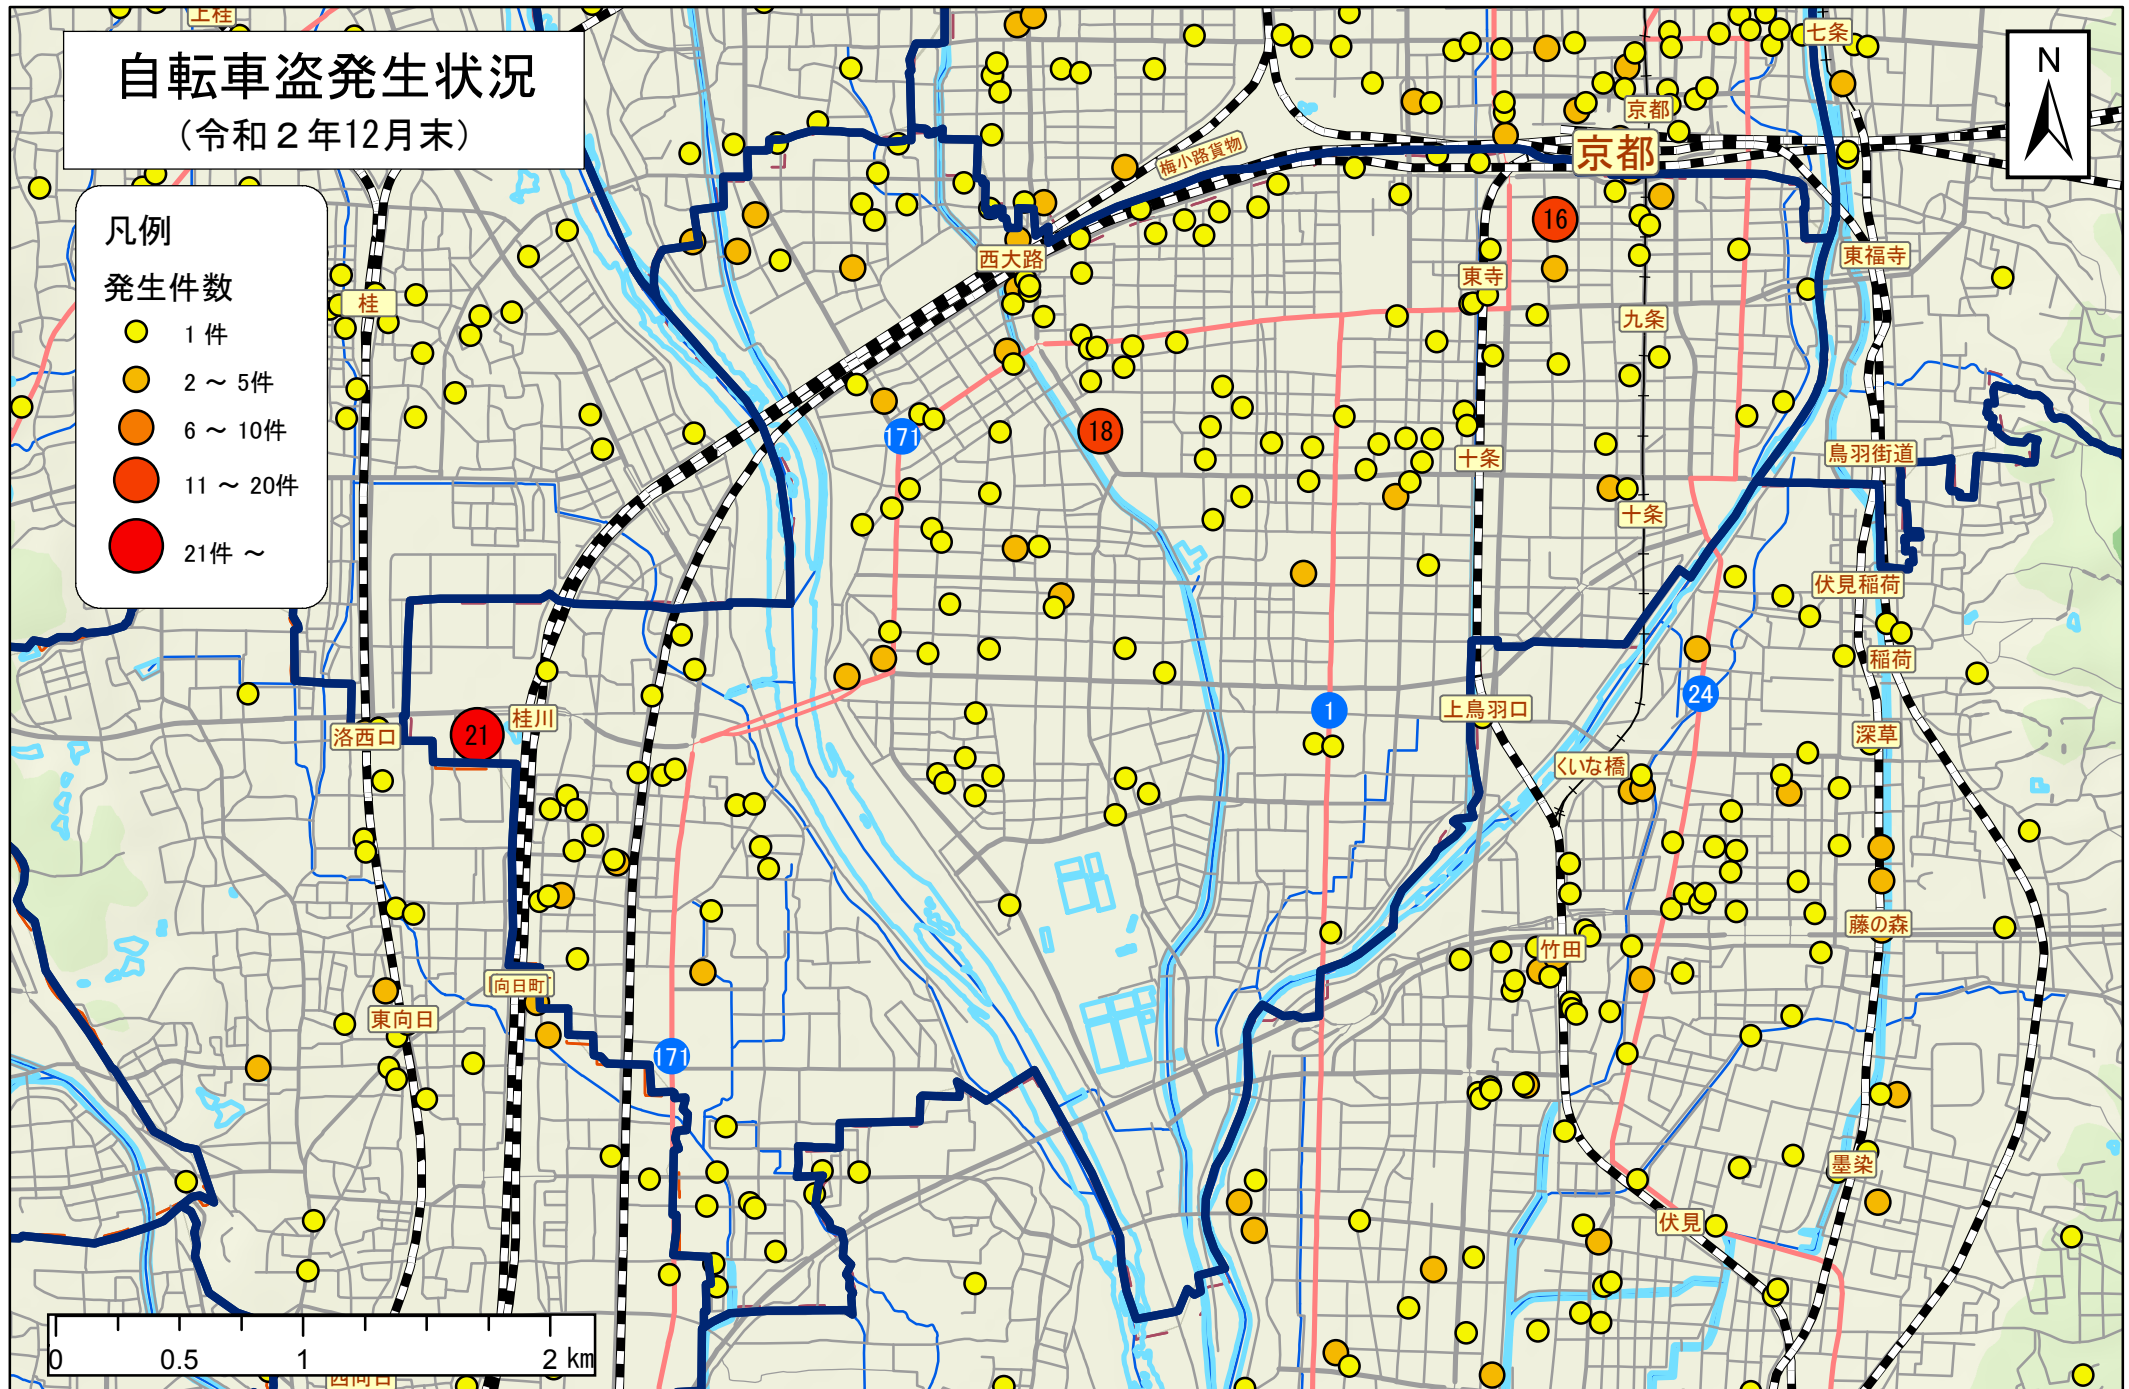 上桂
七条
自転車盗発生状況
（令和２年12月末）
N
京都
京都
梅小路貨物
凡例
発生件数
1 件
2 ～ 5件
6 ～ 10件
11 ～ 20件
21件 ～
16
西大路
東寺
東福寺
桂
九条
171
18
十条
鳥羽街道
十条
伏見稲荷
稲荷
24
1
上鳥羽口
桂川
21
洛西口
深草
くいな橋
藤の森
竹田
向日町
東向日
171
墨染
伏見
0 0.5 1 2 km
西向日